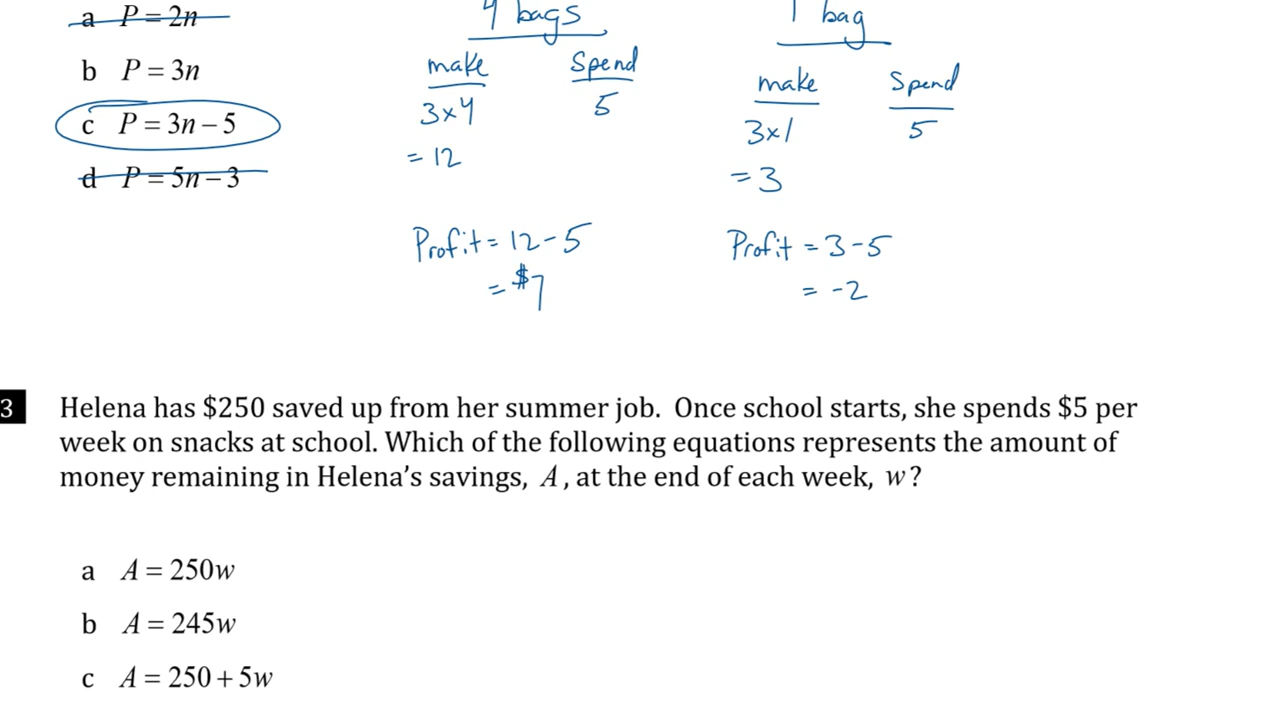 a P = 2n
b P = 3n
c P = 3n − 5
d P = 5n − 3
4 bags
make Spend
3×4 5
= 12
Profit = 12 − 5
= $7
1 bag
make Spend
3×1 5
= 3
Profit = 3 − 5
= -2
3 Helena has $250 saved up from her summer job. Once school starts, she spends $5 per
week on snacks at school. Which of the following equations represents the amount of
money remaining in Helena’s savings, A, at the end of each week, w?
a A = 250w
b A = 245w
c A = 250 + 5w